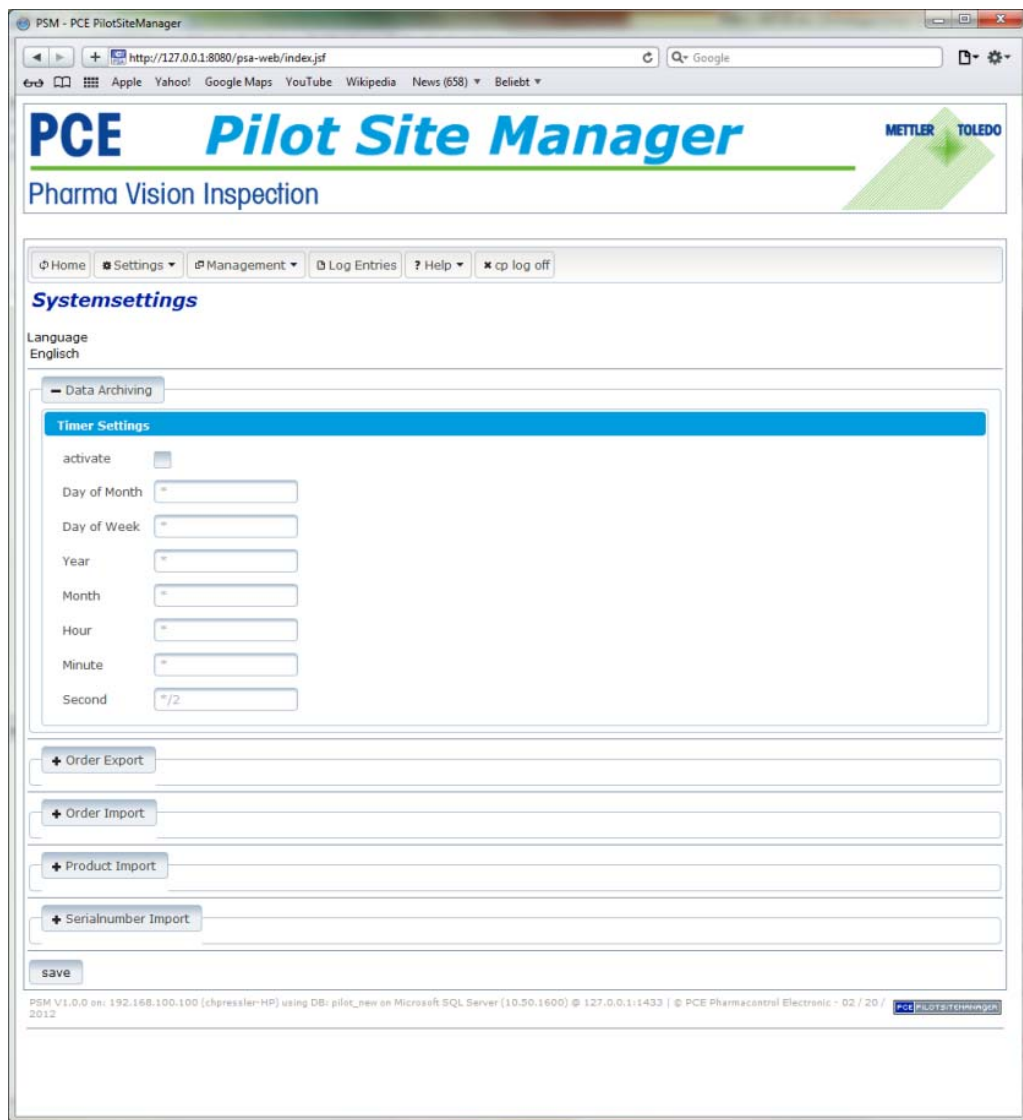 PSM - PCE PilotSiteManager
http://127.0.0.1:8080/psa-web/index.jsf
Google
Apple Yahoo! Google Maps YouTube Wikipedia News (658) Beliebt
PCE Pilot Site Manager
METTLER TOLEDO
Pharma Vision Inspection
Home Settings Management Log Entries ? Help cp log off
Systemsettings
Language
Englisch
Data Archiving
Timer Settings
activate
Day of Month *
Day of Week *
Year *
Month *
Hour *
Minute *
Second */2
Order Export
Order Import
Product Import
Serialnumber Import
save
PSM V1.0.0 on: 192.168.100.100 (chpressler-HP) using DB: pilot_new on Microsoft SQL Server (10.50.1600) @ 127.0.0.1:1433 | © PCE Pharmacontrol Electronic - 02 / 20 /
2012
PCE PILOTSITEMANAGER